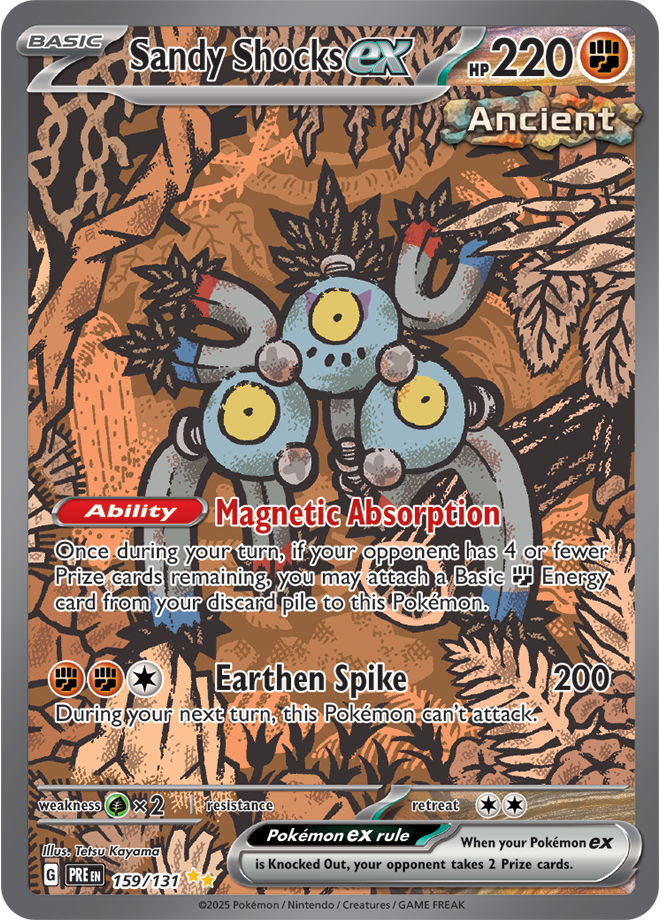 BASIC Sandy Shocks ex HP 220
Ancient
Ability Magnetic Absorption
Once during your turn, if your opponent has 4 or fewer
Prize cards remaining, you may attach a Basic Energy
card from your discard pile to this Pokémon.
Earthen Spike 200
During your next turn, this Pokémon can't attack.
weakness ×2 resistance retreat
Illus. Tetsu Kayama
Pokémon ex rule When your Pokémon ex
is Knocked Out, your opponent takes 2 Prize cards.
G PRE EN 159/131
©2025 Pokémon / Nintendo / Creatures / GAME FREAK